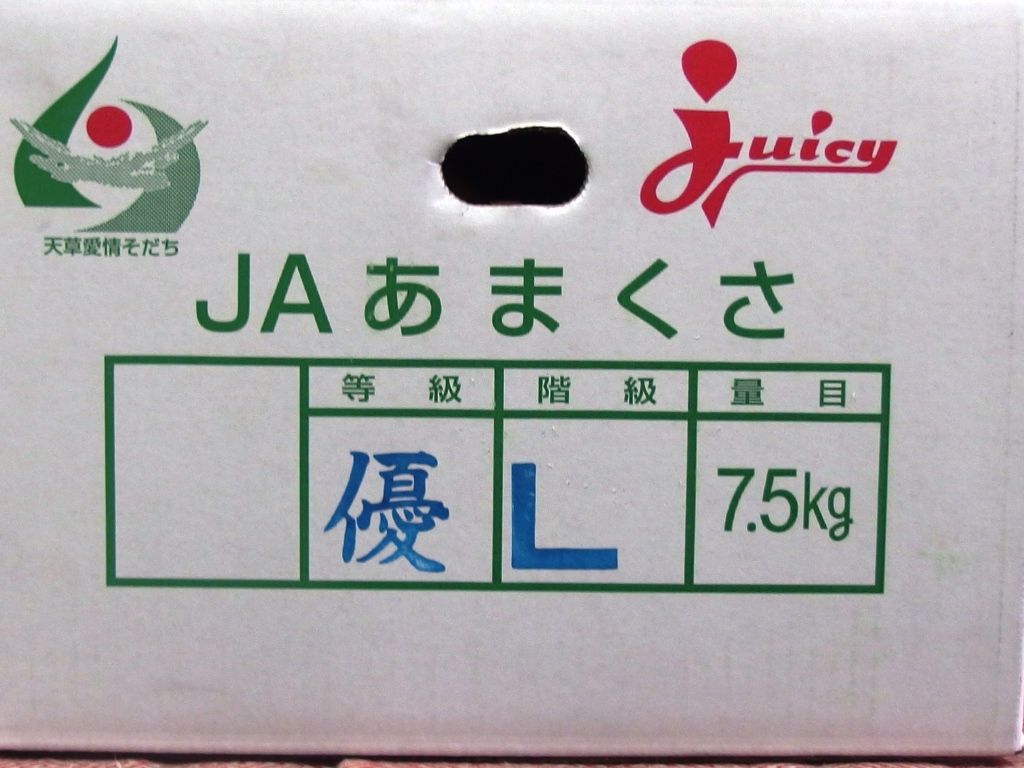 juicy
天草愛情そだち
JAあまくさ
等級 階級 量目
優 L 7.5kg